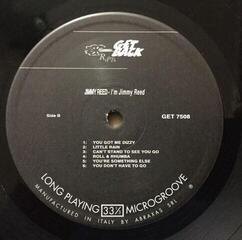 GET
BACK
JIMMY REED - I'm Jimmy Reed
Side B
GET 7508
1: YOU GOT ME DIZZY
2: LITTLE RAIN
3: CAN'T STAND TO SEE YOU GO
4: ROLL & RHUMBA
5: YOU'RE SOMETHING ELSE
6: YOU DON'T HAVE TO GO
LONG PLAYING 33⅓ MICROGROOVE
MANUFACTURED IN ITALY BY ABRAXAS SRL